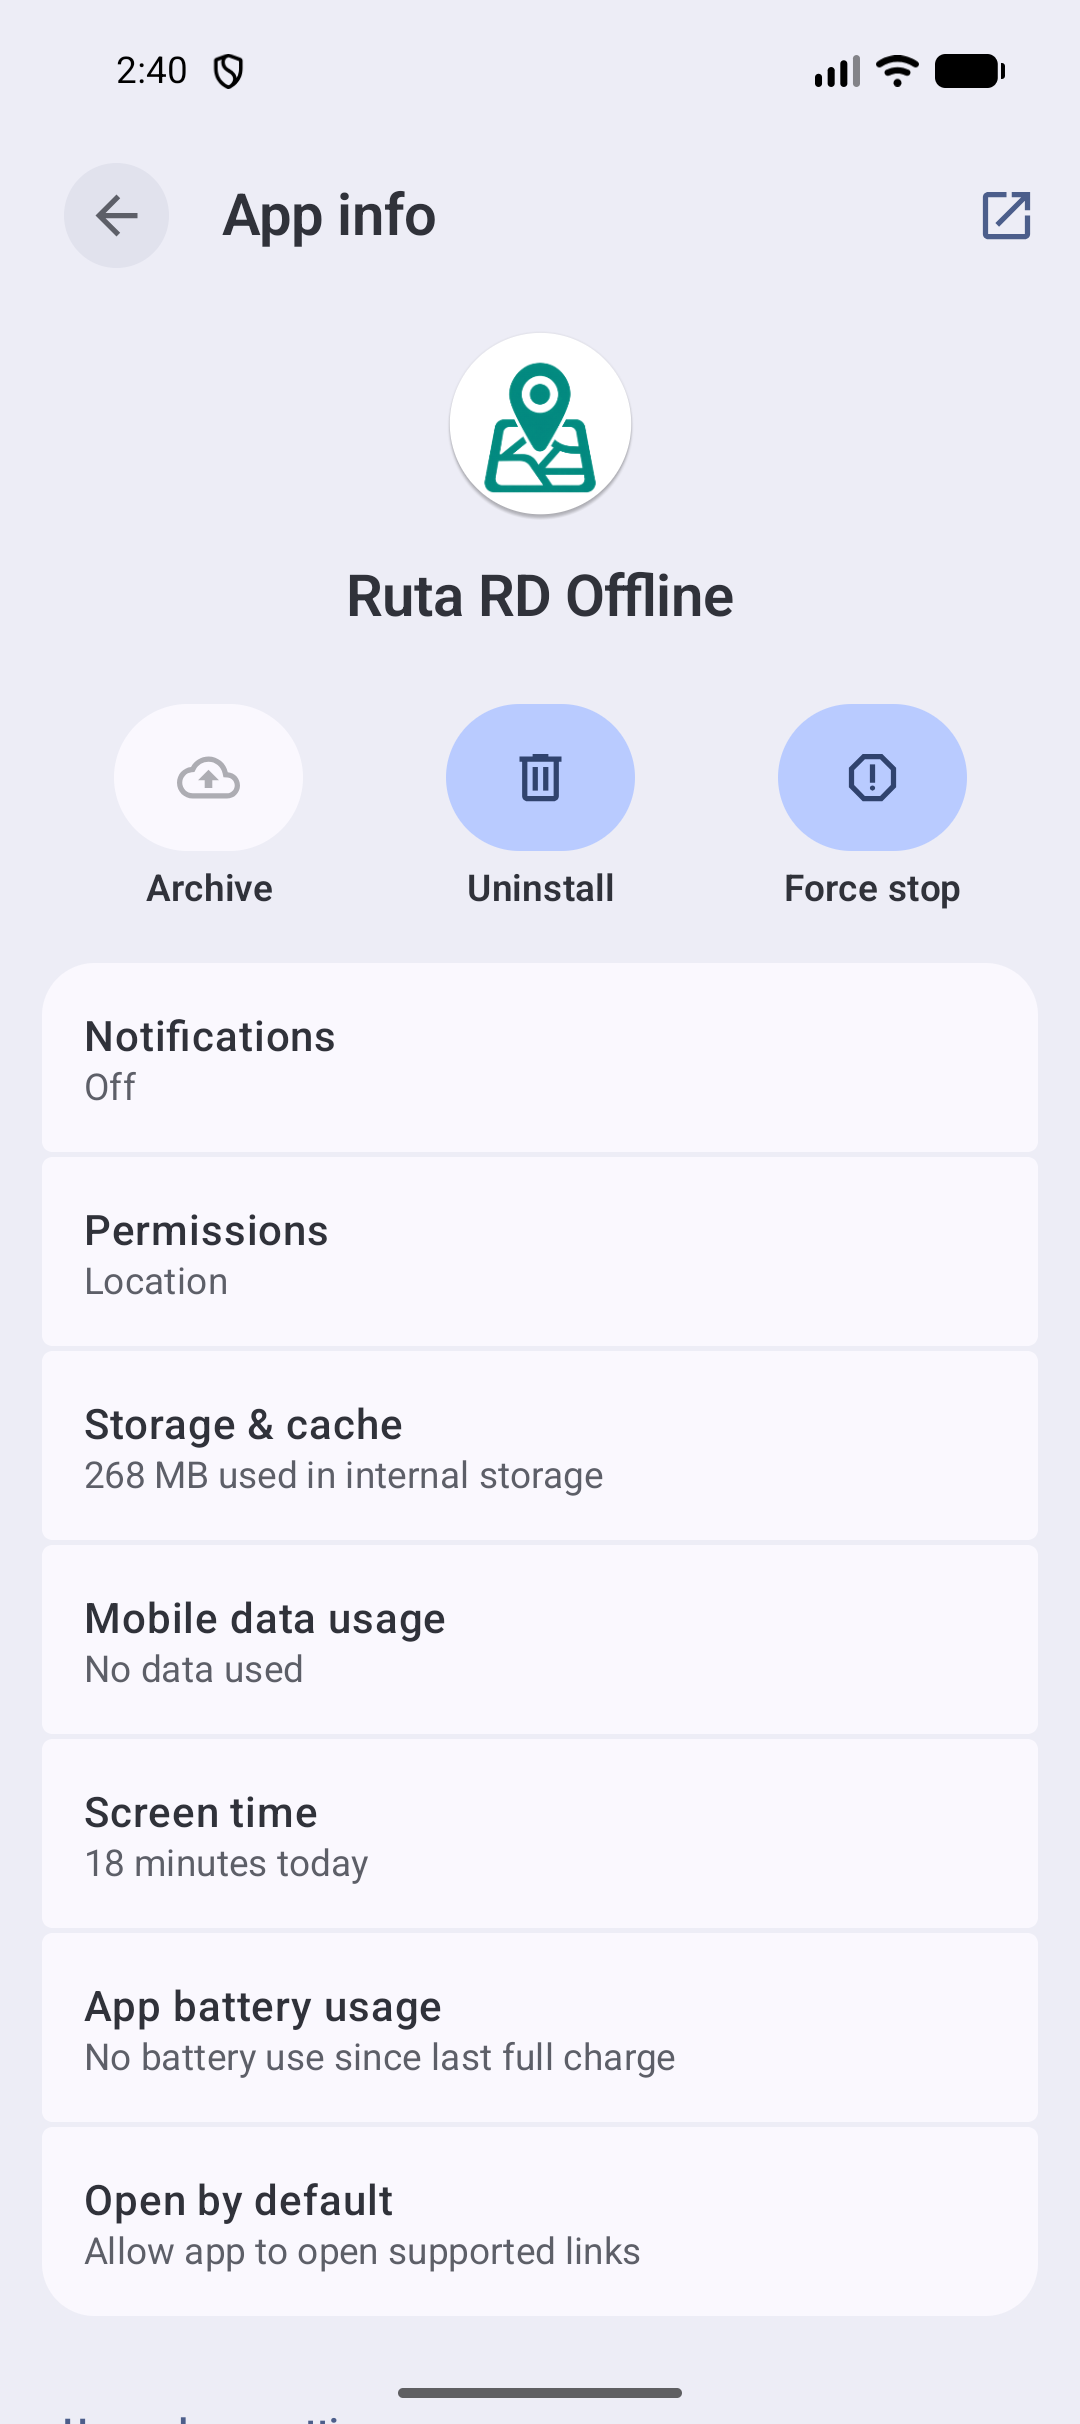 2:40
App info
Ruta RD Offline
Archive
Uninstall
Force stop
Notifications
Off
Permissions
Location
Storage & cache
268 MB used in internal storage
Mobile data usage
No data used
Screen time
18 minutes today
App battery usage
No battery use since last full charge
Open by default
Allow app to open supported links